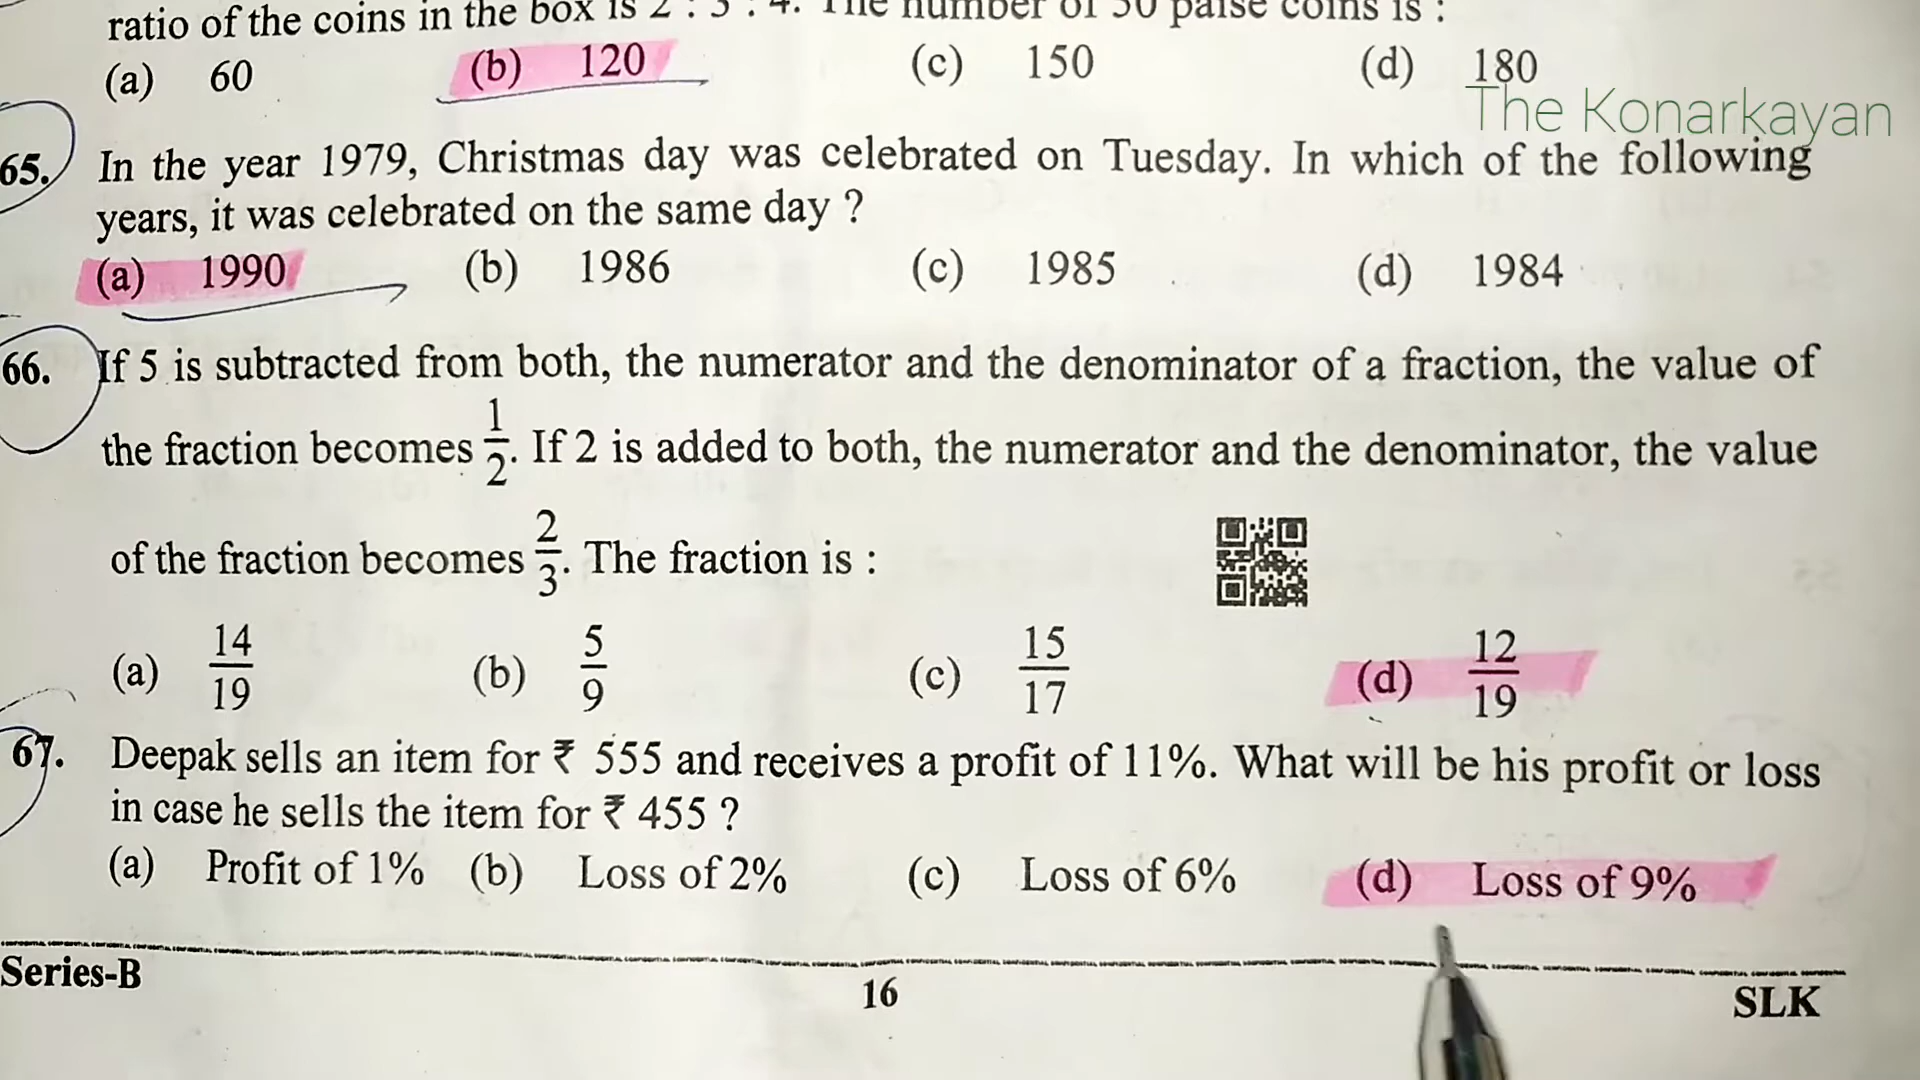 ratio of the coins in the box is 2 : 3 : 4. The number of 50 paise coins is :
(a) 60 (b) 120 (c) 150 (d) 180
The Konarkayan
65. In the year 1979, Christmas day was celebrated on Tuesday. In which of the following
years, it was celebrated on the same day ?
(a) 1990 (b) 1986 (c) 1985 (d) 1984
66. If 5 is subtracted from both, the numerator and the denominator of a fraction, the value of
the fraction becomes 1/2. If 2 is added to both, the numerator and the denominator, the value
of the fraction becomes 2/3. The fraction is :
(a) 14/19 (b) 5/9 (c) 15/17 (d) 12/19
67. Deepak sells an item for ₹ 555 and receives a profit of 11%. What will be his profit or loss
in case he sells the item for ₹ 455 ?
(a) Profit of 1% (b) Loss of 2% (c) Loss of 6% (d) Loss of 9%
Series-B 16 SLK